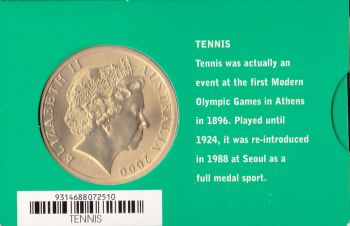 TENNIS
Tennis was actually an
event at the first Modern
Olympic Games in Athens
in 1896. Played until
1924, it was re-introduced
in 1988 at Seoul as a
full medal sport.
ELIZABETH II
AUSTRALIA 2000
9314688072510
TENNIS